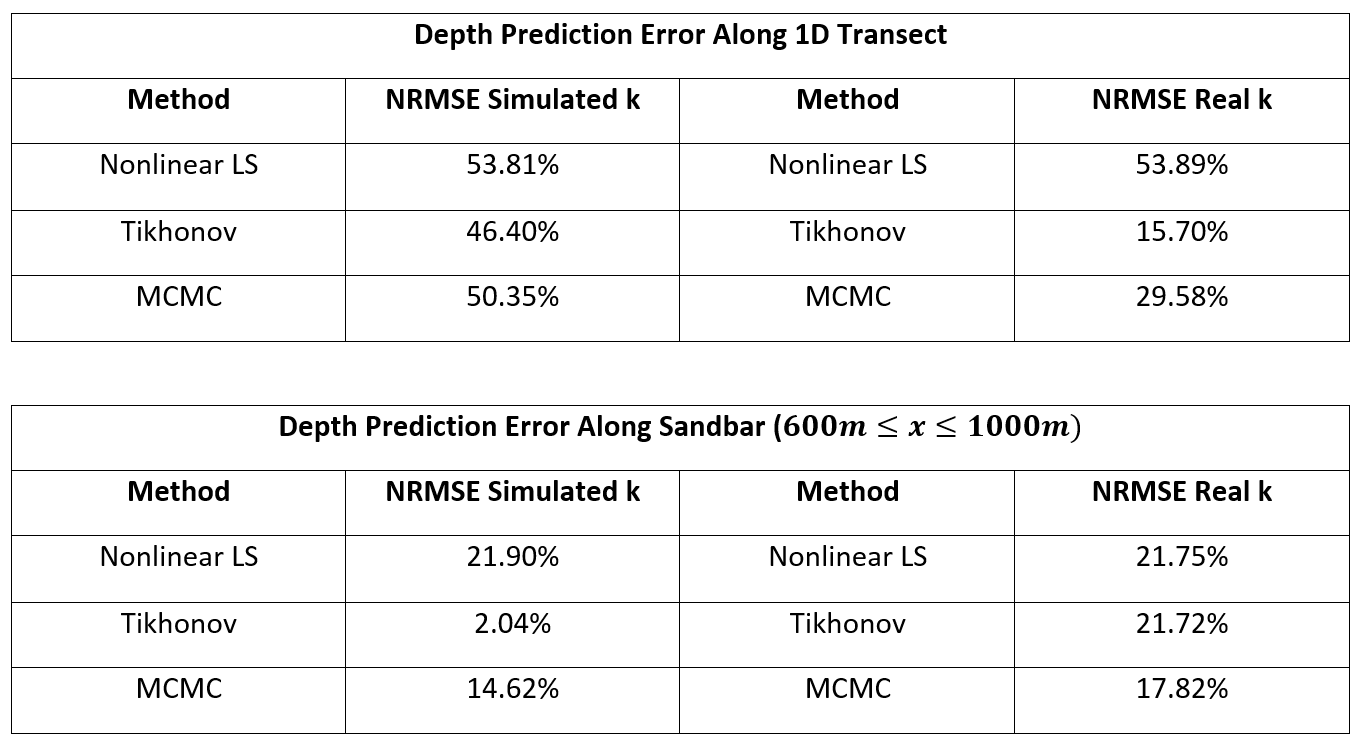 Depth Prediction Error Along 1D Transect
Method NRMSE Simulated k Method NRMSE Real k
Nonlinear LS 53.81% Nonlinear LS 53.89%
Tikhonov 46.40% Tikhonov 15.70%
MCMC 50.35% MCMC 29.58%
Depth Prediction Error Along Sandbar (600m ≤ x ≤ 1000m)
Method NRMSE Simulated k Method NRMSE Real k
Nonlinear LS 21.90% Nonlinear LS 21.75%
Tikhonov 2.04% Tikhonov 21.72%
MCMC 14.62% MCMC 17.82%